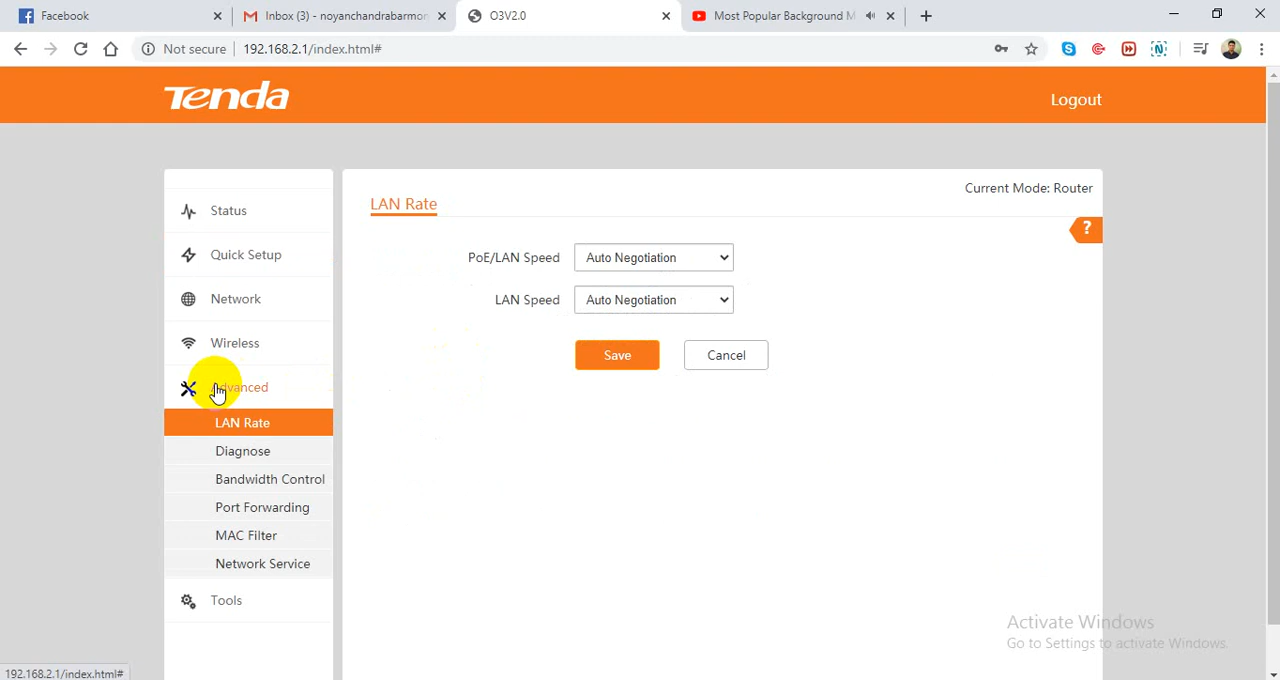 Facebook
Inbox (3) - noyanchandrabarmon
O3V2.0
Most Popular Background M
Not secure
192.168.2.1/index.html#
Tenda
Logout
Current Mode: Router
LAN Rate
?
PoE/LAN Speed
Auto Negotiation
LAN Speed
Auto Negotiation
Save
Cancel
Status
Quick Setup
Network
Wireless
Advanced
LAN Rate
Diagnose
Bandwidth Control
Port Forwarding
MAC Filter
Network Service
Tools
Activate Windows
Go to Settings to activate Windows.
192.168.2.1/index.html#